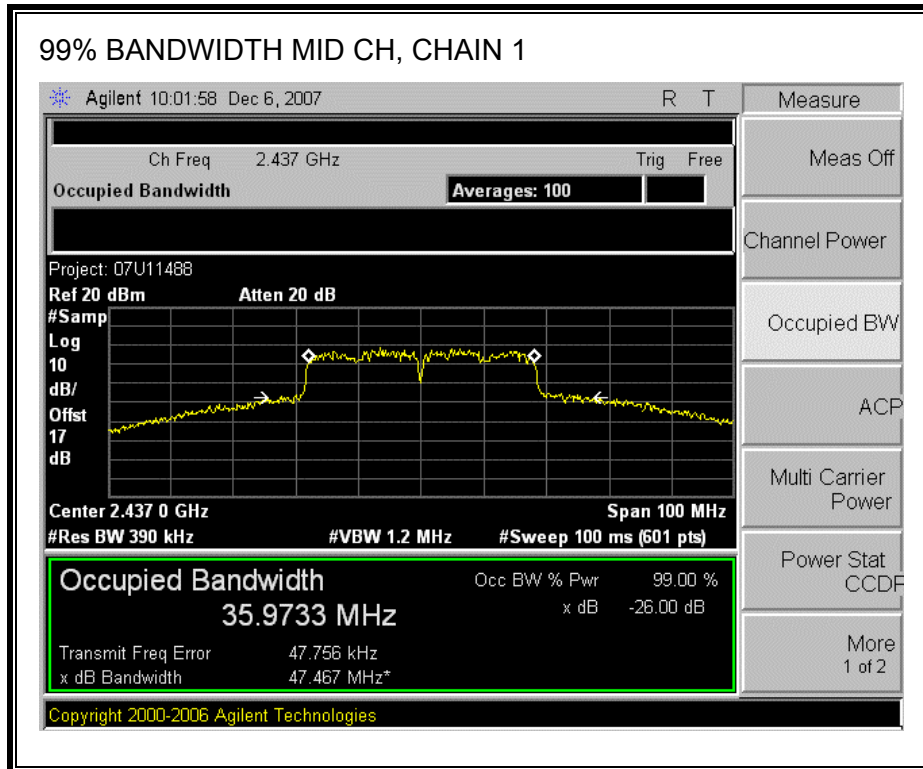 99% BANDWIDTH MID CH, CHAIN 1
Agilent 10:01:58 Dec 6, 2007 R T
Measure
Ch Freq 2.437 GHz Trig Free
Occupied Bandwidth Averages: 100
Project: 07U11488
Ref 20 dBm Atten 20 dB
#Samp
Log
10
dB/
Offst
17
dB
Center 2.437 0 GHz Span 100 MHz
#Res BW 390 kHz #VBW 1.2 MHz #Sweep 100 ms (601 pts)
Occupied Bandwidth
35.9733 MHz
Occ BW % Pwr 99.00 %
x dB -26.00 dB
Transmit Freq Error 47.756 kHz
x dB Bandwidth 47.467 MHz*
Copyright 2000-2006 Agilent Technologies
Meas Off
Channel Power
Occupied BW
ACP
Multi Carrier
Power
Power Stat
CCDF
More
1 of 2